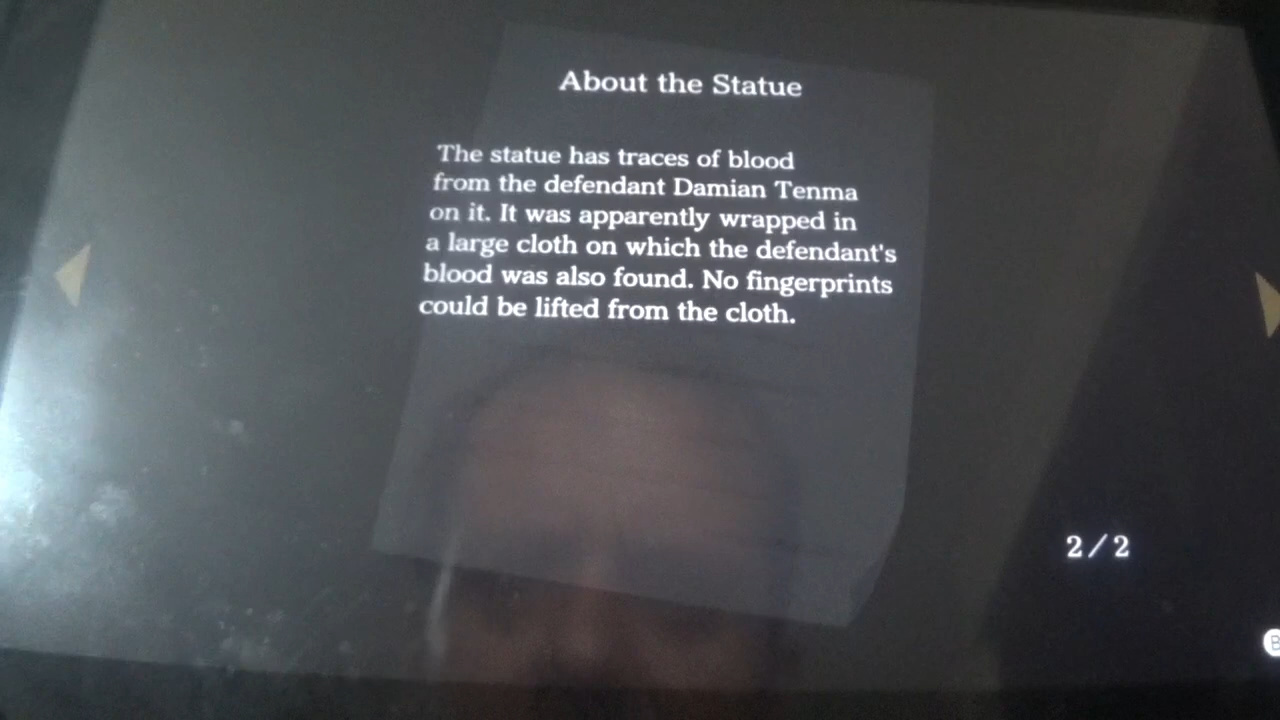 About the Statue
The statue has traces of blood
from the defendant Damian Tenma
on it. It was apparently wrapped in
a large cloth on which the defendant's
blood was also found. No fingerprints
could be lifted from the cloth.
2/2
B